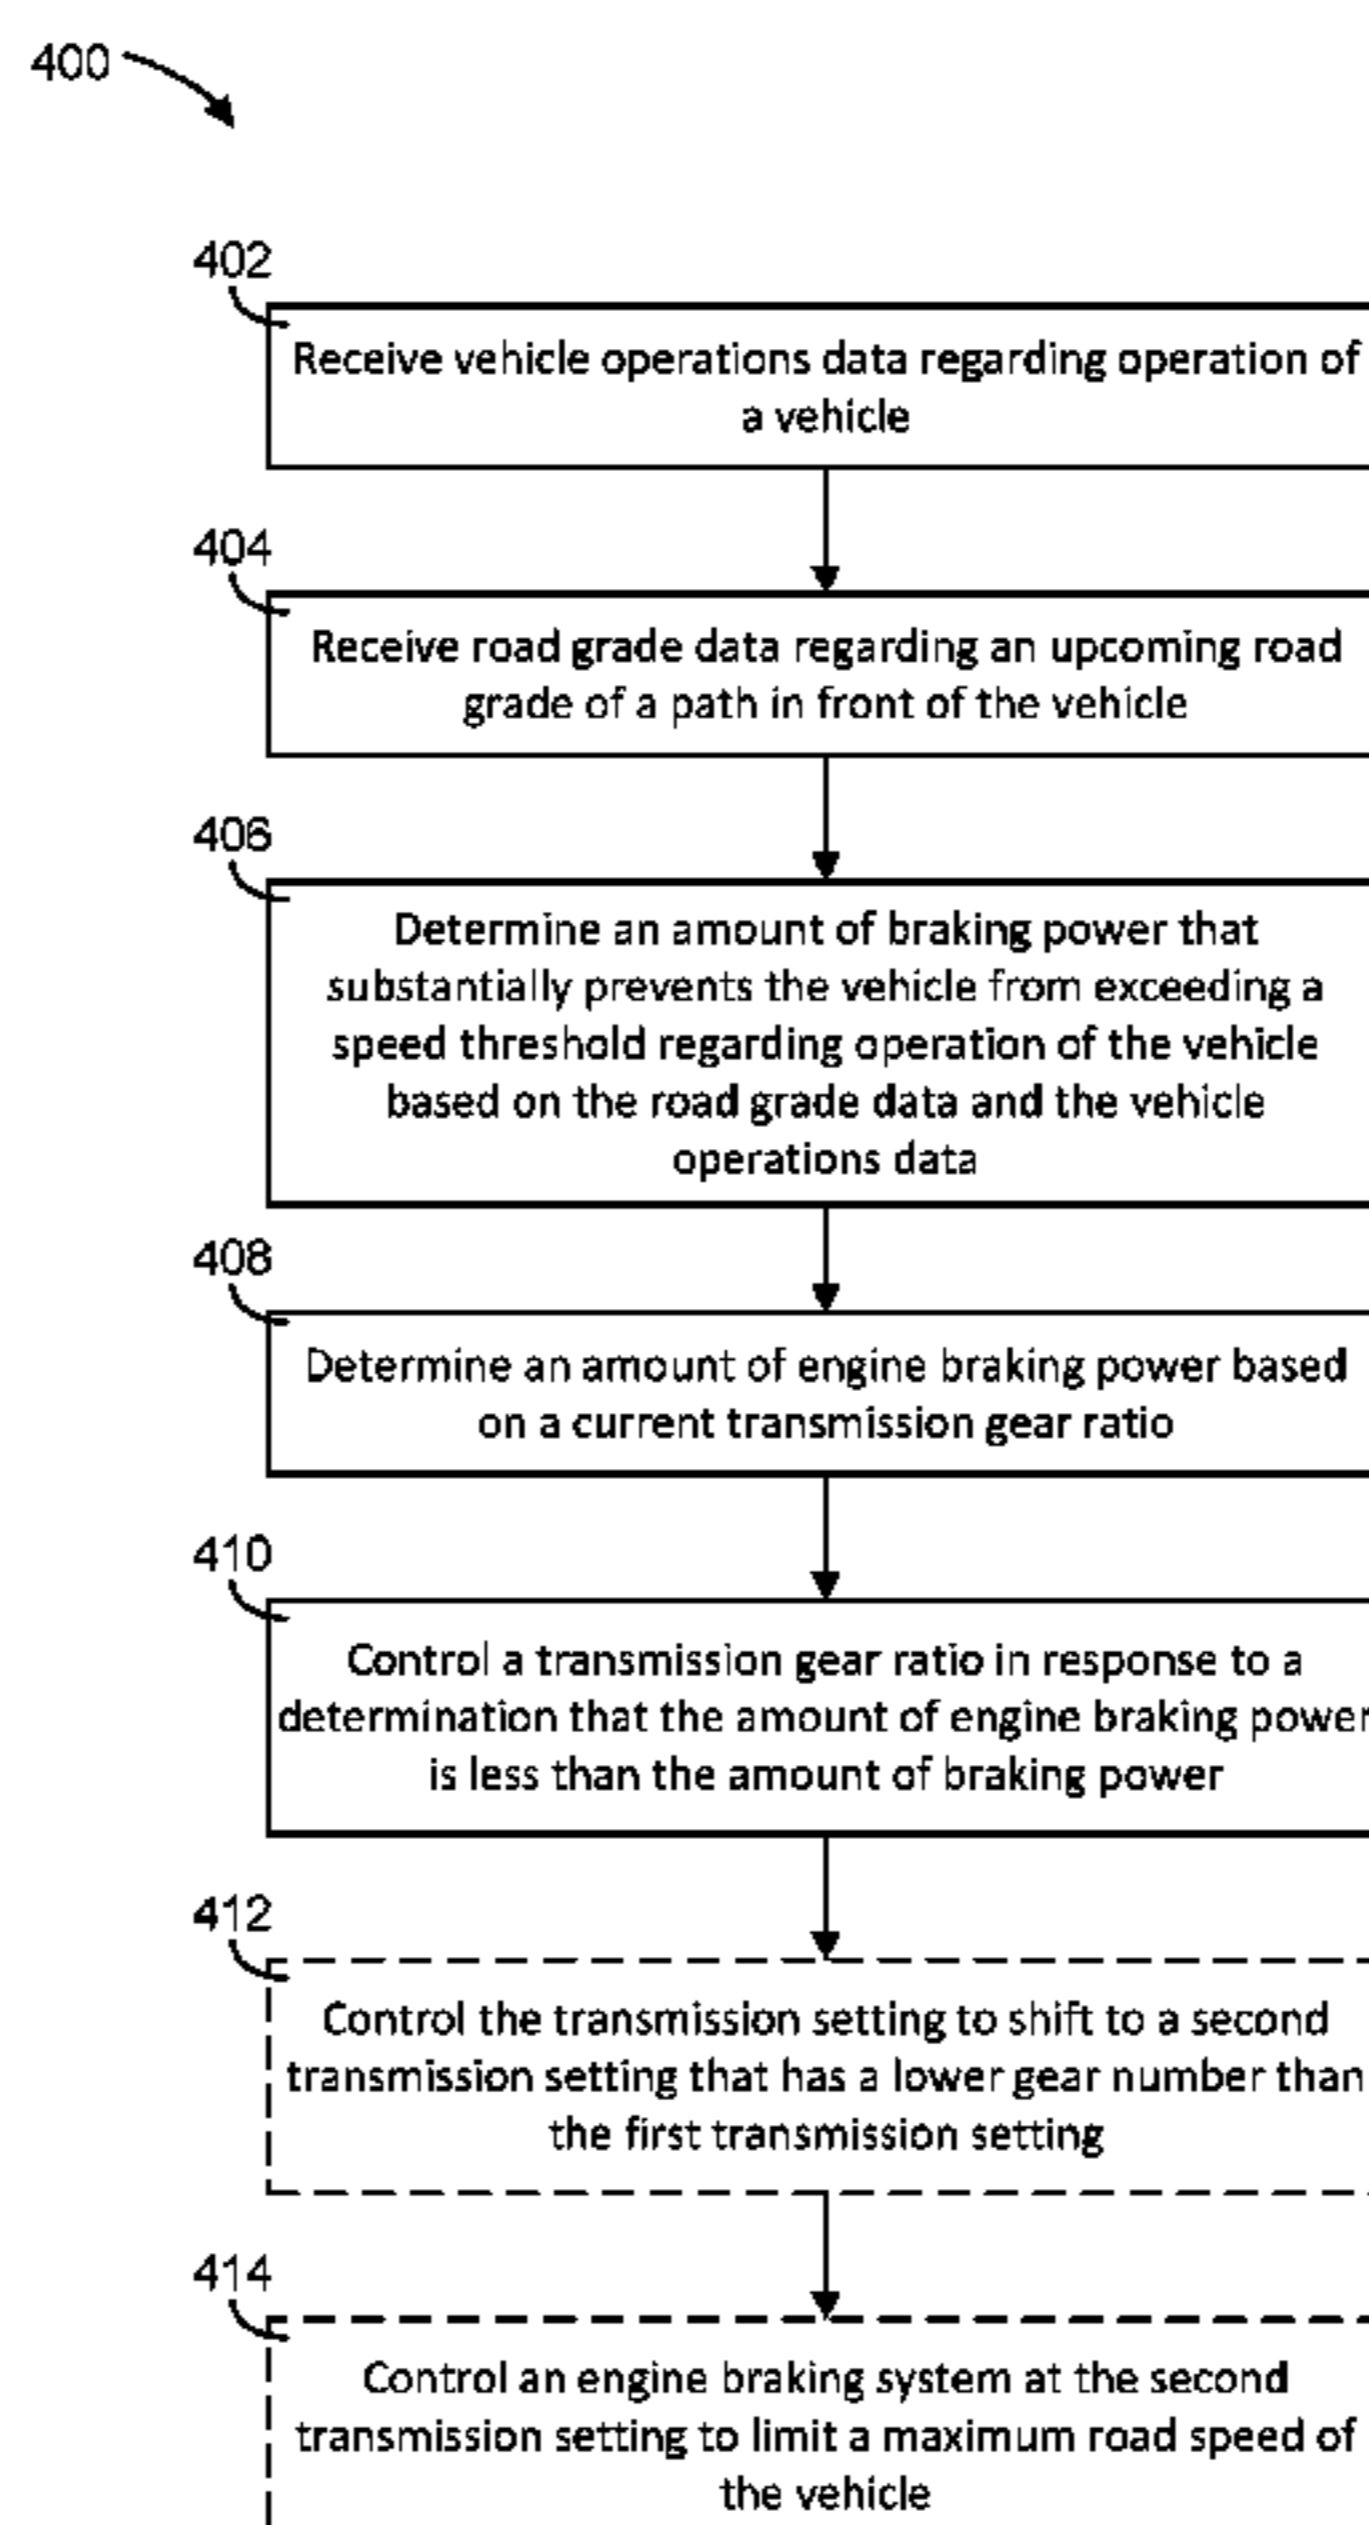 400
402
Receive vehicle operations data regarding operation of
a vehicle
404
Receive road grade data regarding an upcoming road
grade of a path in front of the vehicle
406
Determine an amount of braking power that
substantially prevents the vehicle from exceeding a
speed threshold regarding operation of the vehicle
based on the road grade data and the vehicle
operations data
408
Determine an amount of engine braking power based
on a current transmission gear ratio
410
Control a transmission gear ratio in response to a
determination that the amount of engine braking power
is less than the amount of braking power
412
Control the transmission setting to shift to a second
transmission setting that has a lower gear number than
the first transmission setting
414
Control an engine braking system at the second
transmission setting to limit a maximum road speed of
the vehicle